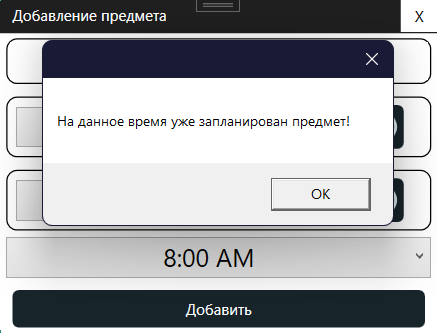 Добавление предмета
X
На данное время уже запланирован предмет!
OK
8:00 AM
Добавить